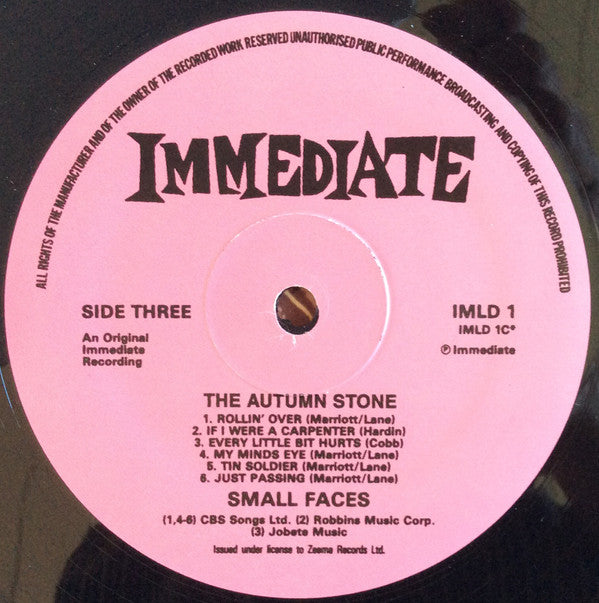 ALL RIGHTS OF THE MANUFACTURER AND OF THE OWNER OF THE RECORDED WORK RESERVED UNAUTHORISED PUBLIC PERFORMANCE BROADCASTING AND COPYING OF THIS RECORD PROHIBITED
IMMEDIATE
SIDE THREE
An Original
Immediate
Recording
IMLD 1
IMLD 1C*
℗ Immediate
THE AUTUMN STONE
1. ROLLIN' OVER (Marriott/Lane)
2. IF I WERE A CARPENTER (Hardin)
3. EVERY LITTLE BIT HURTS (Cobb)
4. MY MINDS EYE (Marriott/Lane)
5. TIN SOLDIER (Marriott/Lane)
6. JUST PASSING (Marriott/Lane)
SMALL FACES
(1,4-6) CBS Songs Ltd. (2) Robbins Music Corp.
(3) Jobete Music
Issued under license to Zeema Records Ltd.